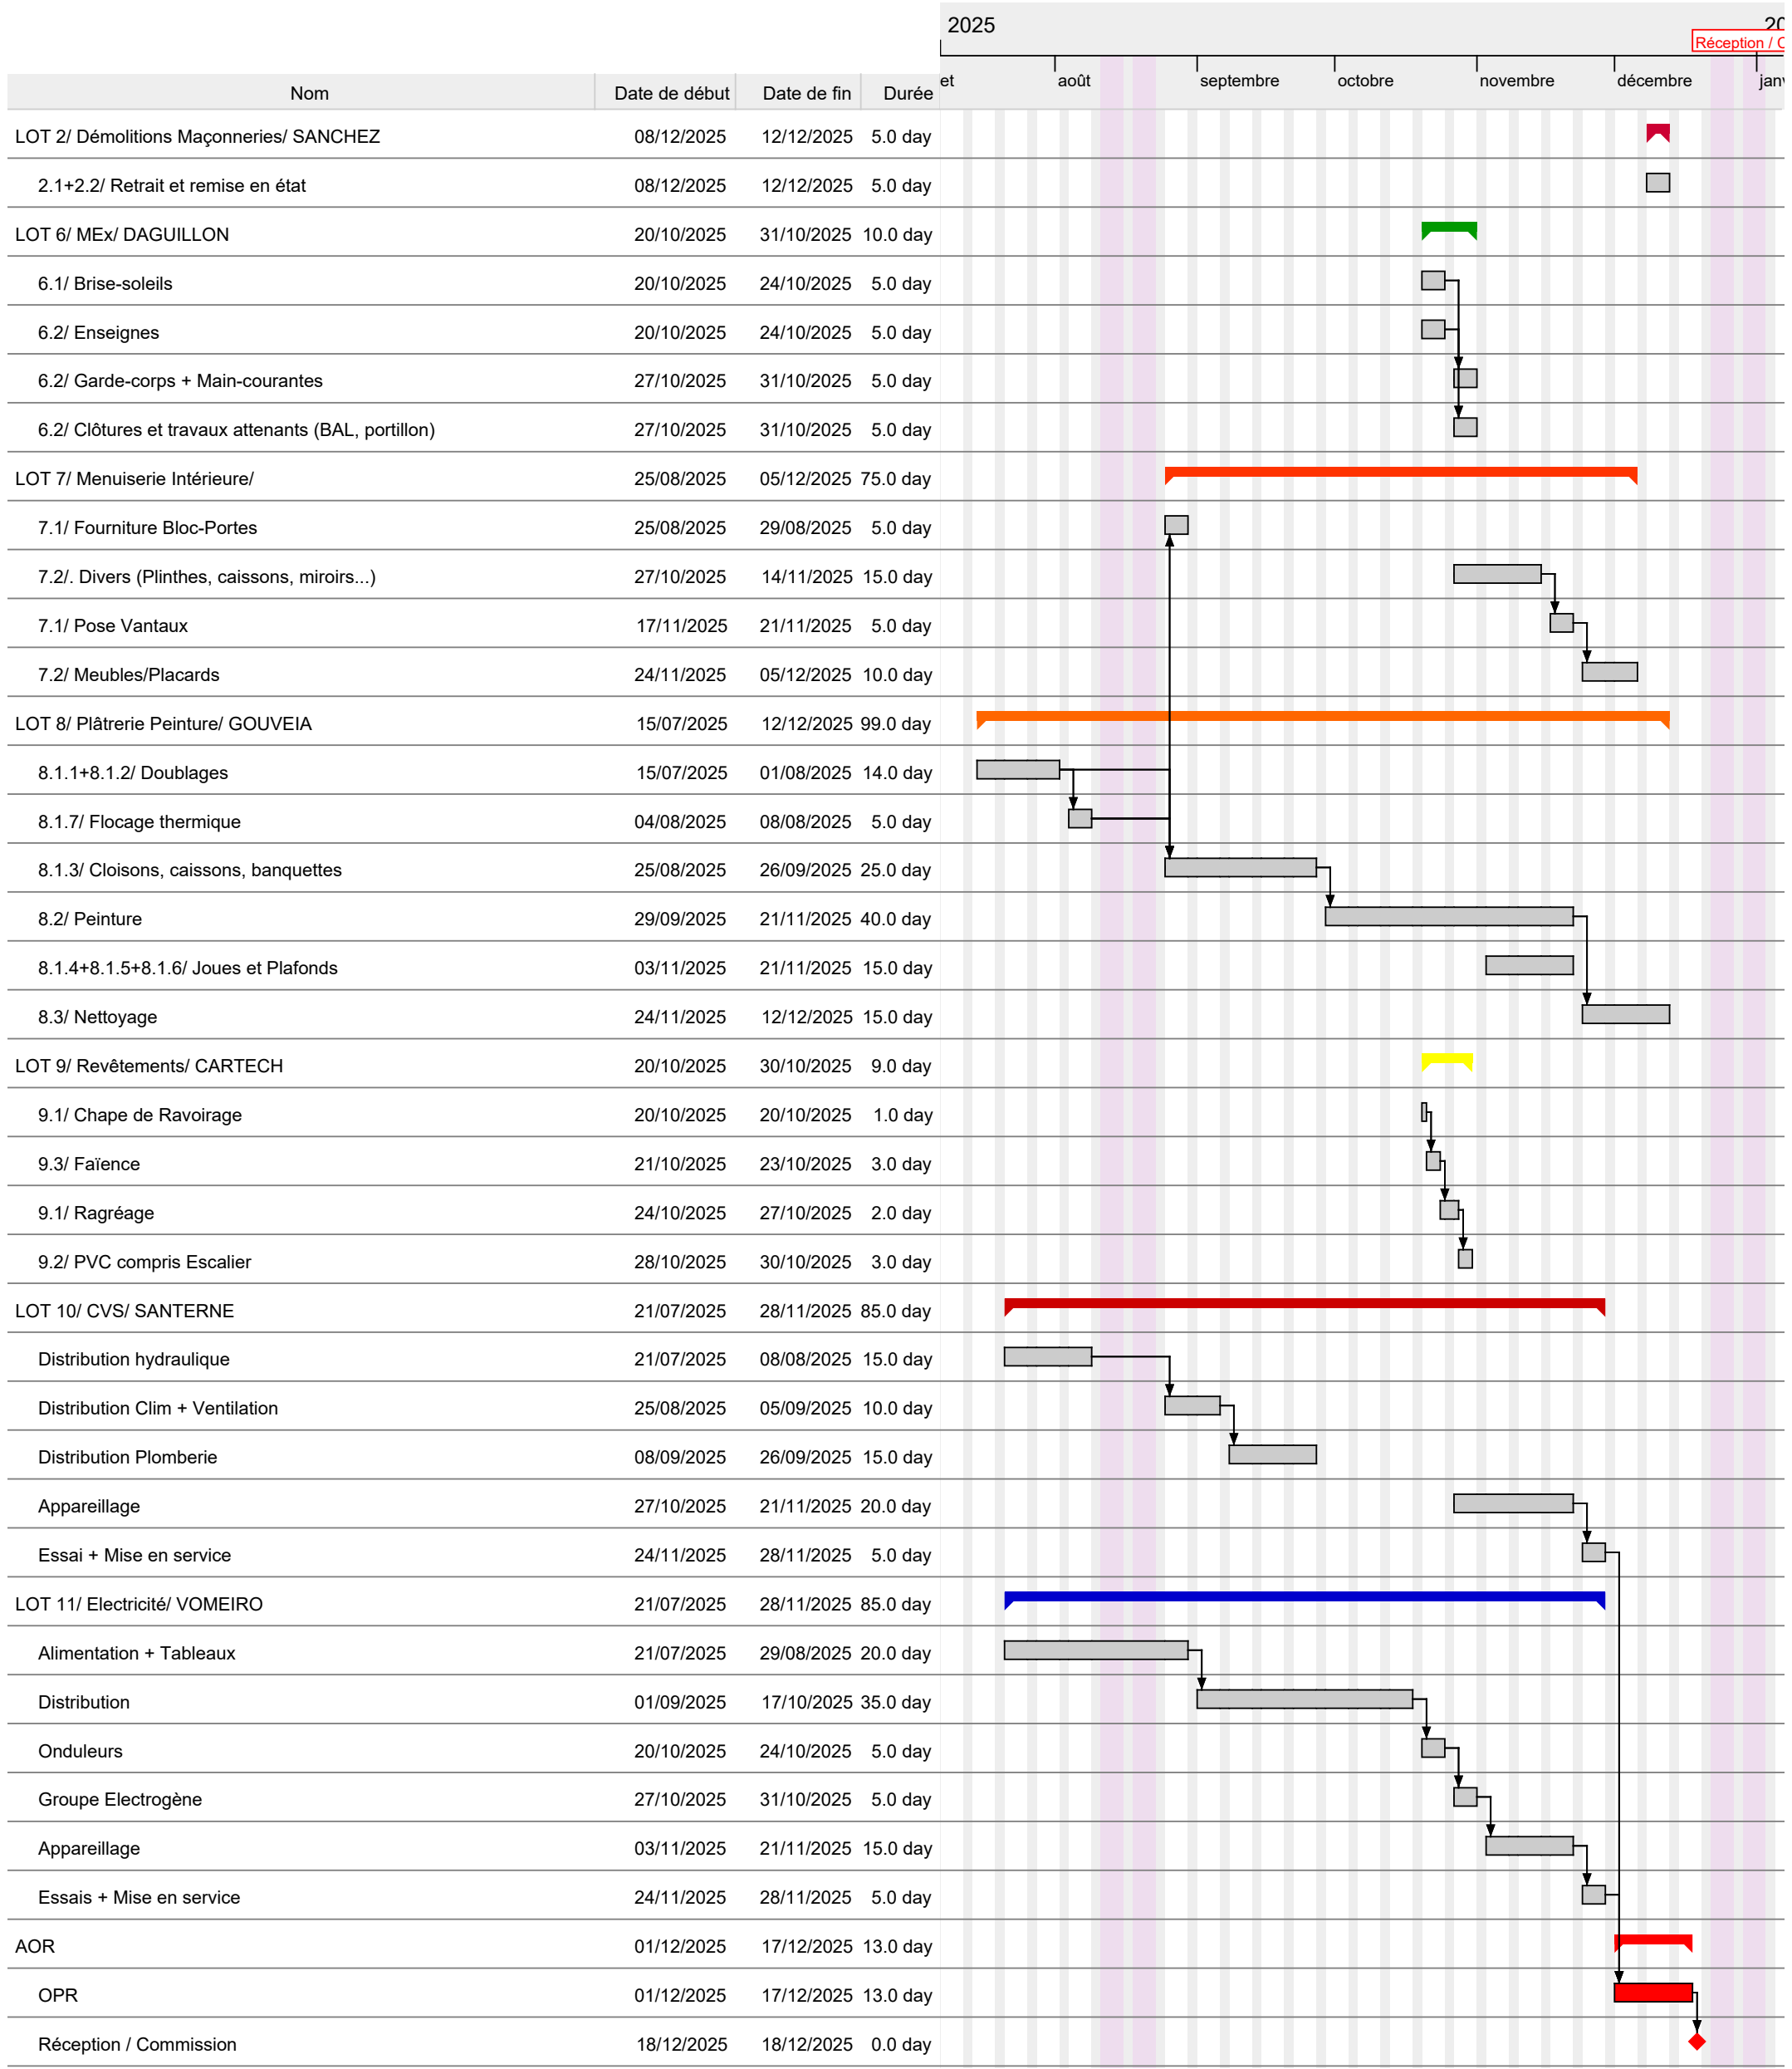 2025
20
Réception / C
et août septembre octobre novembre décembre janv
Nom Date de début Date de fin Durée
LOT 2/ Démolitions Maçonneries/ SANCHEZ 08/12/2025 12/12/2025 5.0 day
2.1+2.2/ Retrait et remise en état 08/12/2025 12/12/2025 5.0 day
LOT 6/ MEx/ DAGUILLON 20/10/2025 31/10/2025 10.0 day
6.1/ Brise-soleils 20/10/2025 24/10/2025 5.0 day
6.2/ Enseignes 20/10/2025 24/10/2025 5.0 day
6.2/ Garde-corps + Main-courantes 27/10/2025 31/10/2025 5.0 day
6.2/ Clôtures et travaux attenants (BAL, portillon) 27/10/2025 31/10/2025 5.0 day
LOT 7/ Menuiserie Intérieure/ 25/08/2025 05/12/2025 75.0 day
7.1/ Fourniture Bloc-Portes 25/08/2025 29/08/2025 5.0 day
7.2/. Divers (Plinthes, caissons, miroirs...) 27/10/2025 14/11/2025 15.0 day
7.1/ Pose Vantaux 17/11/2025 21/11/2025 5.0 day
7.2/ Meubles/Placards 24/11/2025 05/12/2025 10.0 day
LOT 8/ Plâtrerie Peinture/ GOUVEIA 15/07/2025 12/12/2025 99.0 day
8.1.1+8.1.2/ Doublages 15/07/2025 01/08/2025 14.0 day
8.1.7/ Flocage thermique 04/08/2025 08/08/2025 5.0 day
8.1.3/ Cloisons, caissons, banquettes 25/08/2025 26/09/2025 25.0 day
8.2/ Peinture 29/09/2025 21/11/2025 40.0 day
8.1.4+8.1.5+8.1.6/ Joues et Plafonds 03/11/2025 21/11/2025 15.0 day
8.3/ Nettoyage 24/11/2025 12/12/2025 15.0 day
LOT 9/ Revêtements/ CARTECH 20/10/2025 30/10/2025 9.0 day
9.1/ Chape de Ravoirage 20/10/2025 20/10/2025 1.0 day
9.3/ Faïence 21/10/2025 23/10/2025 3.0 day
9.1/ Ragréage 24/10/2025 27/10/2025 2.0 day
9.2/ PVC compris Escalier 28/10/2025 30/10/2025 3.0 day
LOT 10/ CVS/ SANTERNE 21/07/2025 28/11/2025 85.0 day
Distribution hydraulique 21/07/2025 08/08/2025 15.0 day
Distribution Clim + Ventilation 25/08/2025 05/09/2025 10.0 day
Distribution Plomberie 08/09/2025 26/09/2025 15.0 day
Appareillage 27/10/2025 21/11/2025 20.0 day
Essai + Mise en service 24/11/2025 28/11/2025 5.0 day
LOT 11/ Electricité/ VOMEIRO 21/07/2025 28/11/2025 85.0 day
Alimentation + Tableaux 21/07/2025 29/08/2025 20.0 day
Distribution 01/09/2025 17/10/2025 35.0 day
Onduleurs 20/10/2025 24/10/2025 5.0 day
Groupe Electrogène 27/10/2025 31/10/2025 5.0 day
Appareillage 03/11/2025 21/11/2025 15.0 day
Essais + Mise en service 24/11/2025 28/11/2025 5.0 day
AOR 01/12/2025 17/12/2025 13.0 day
OPR 01/12/2025 17/12/2025 13.0 day
Réception / Commission 18/12/2025 18/12/2025 0.0 day